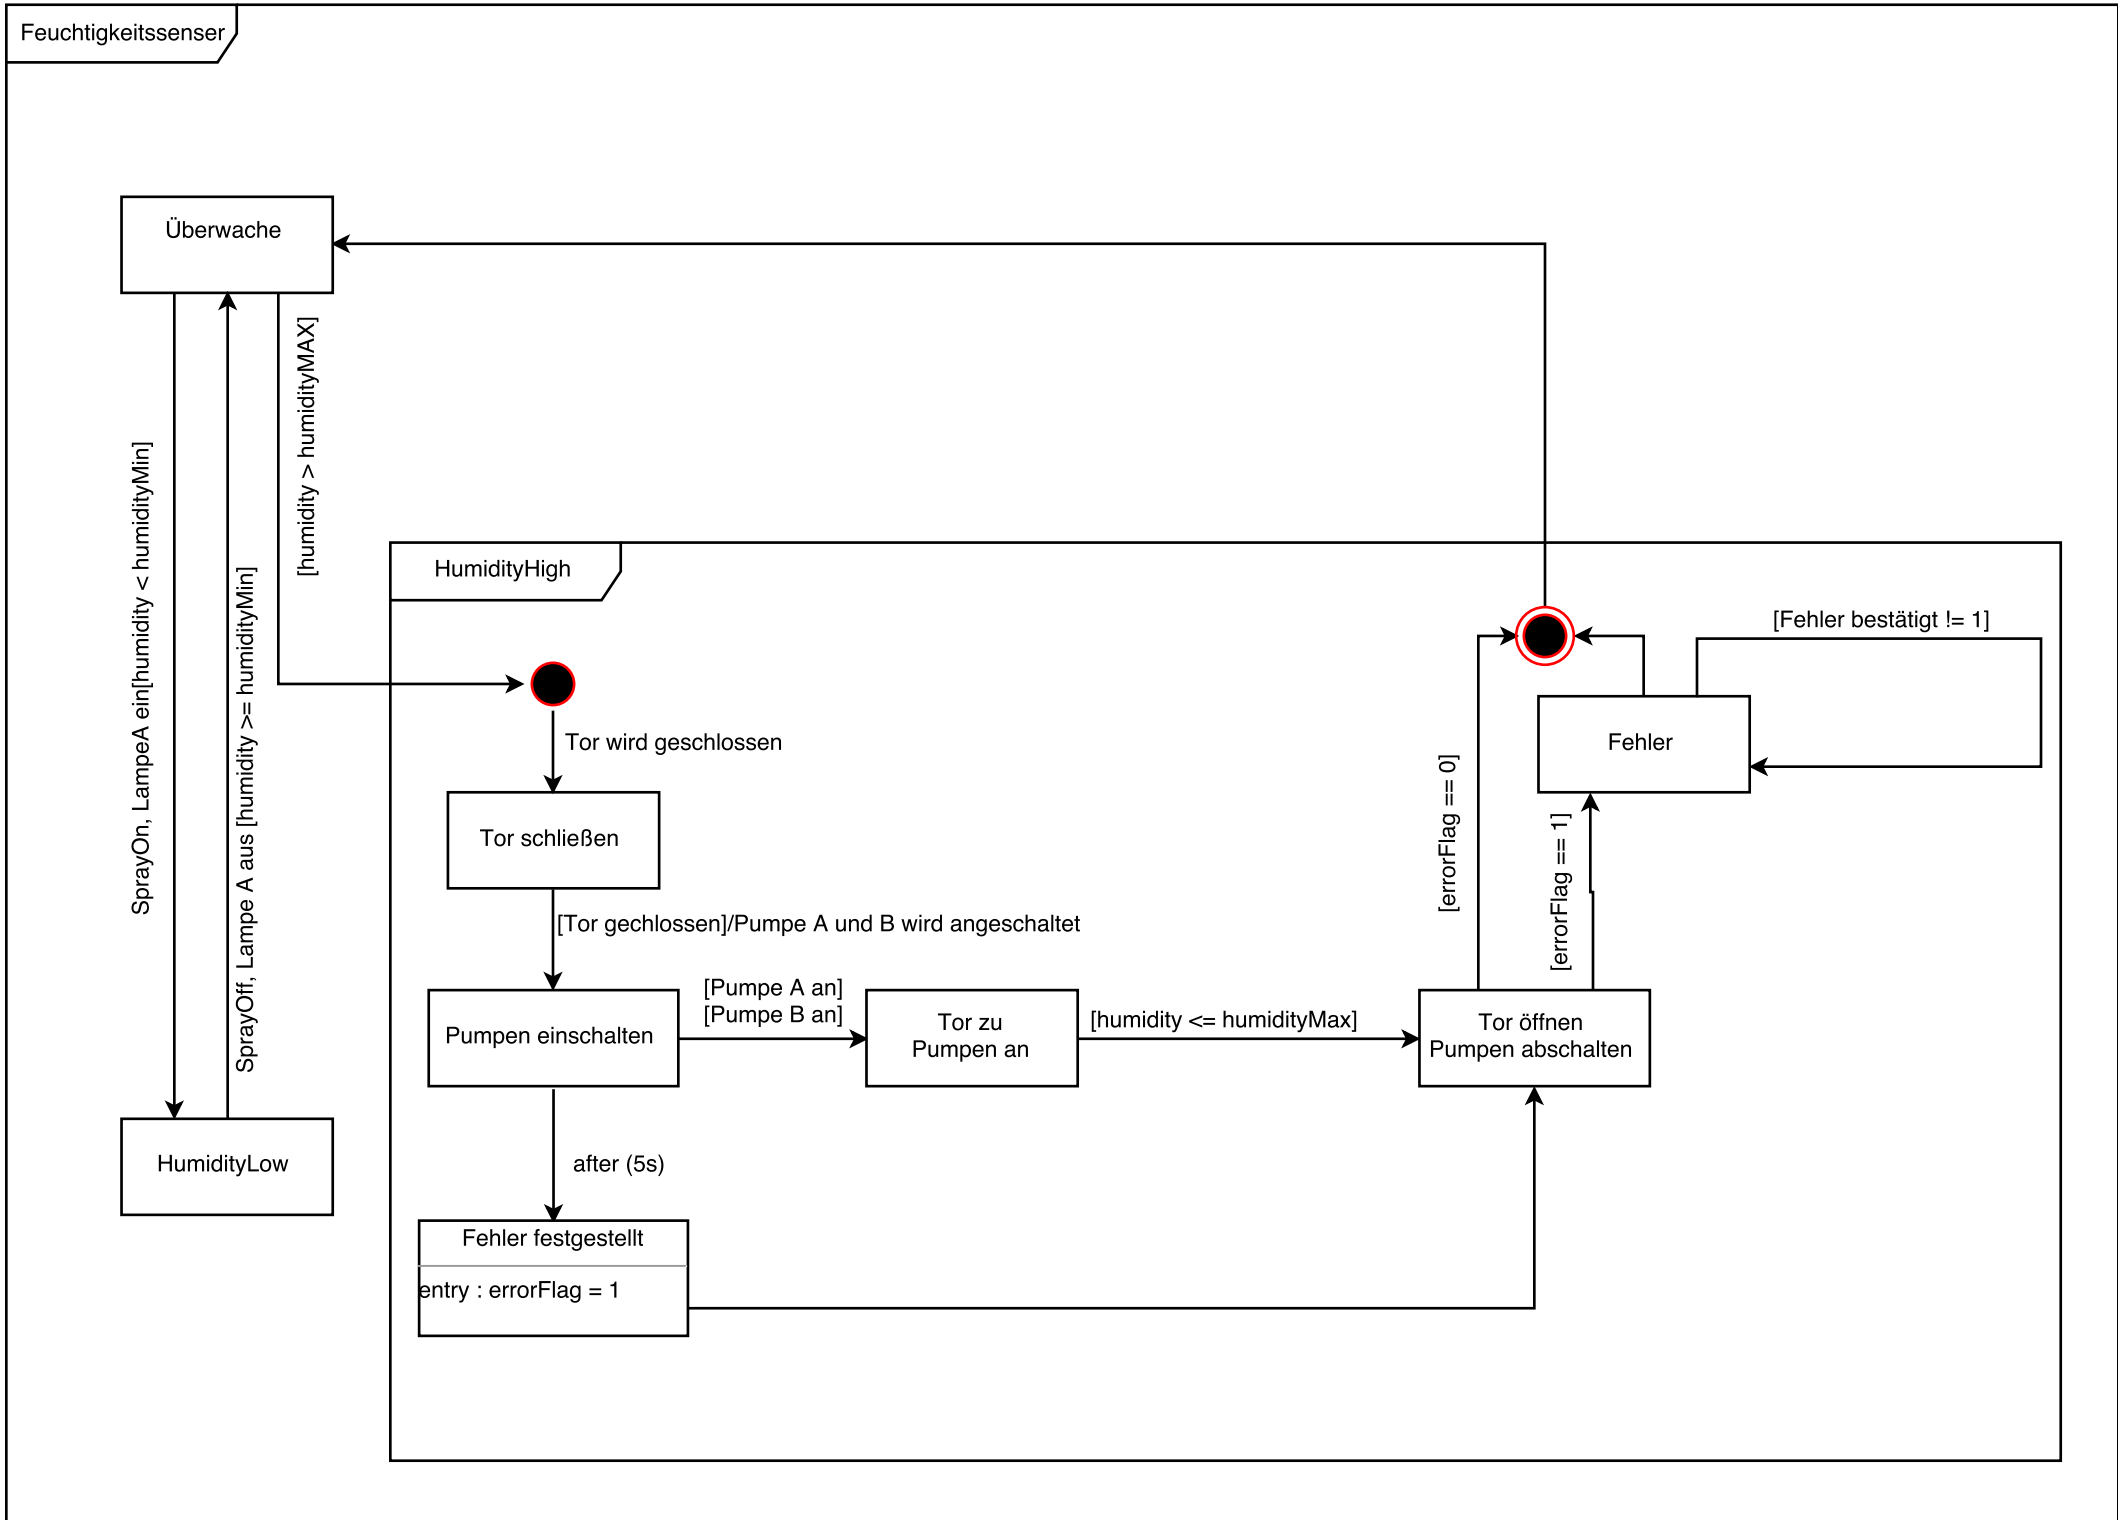 Feuchtigkeitssenser
Überwache
[humidity > humidityMAX]
SprayOn, LampeA ein[humidity < humidityMin]
SprayOff, Lampe A aus [humidity >= humidityMin]
HumidityLow
HumidityHigh
Tor wird geschlossen
Tor schließen
[Tor gechlossen]/Pumpe A und B wird angeschaltet
Pumpen einschalten
[Pumpe A an]
[Pumpe B an]
Tor zu
Pumpen an
[humidity <= humidityMax]
Tor öffnen
Pumpen abschalten
[errorFlag == 0]
[errorFlag == 1]
Fehler
[Fehler bestätigt != 1]
after (5s)
Fehler festgestellt
entry : errorFlag = 1